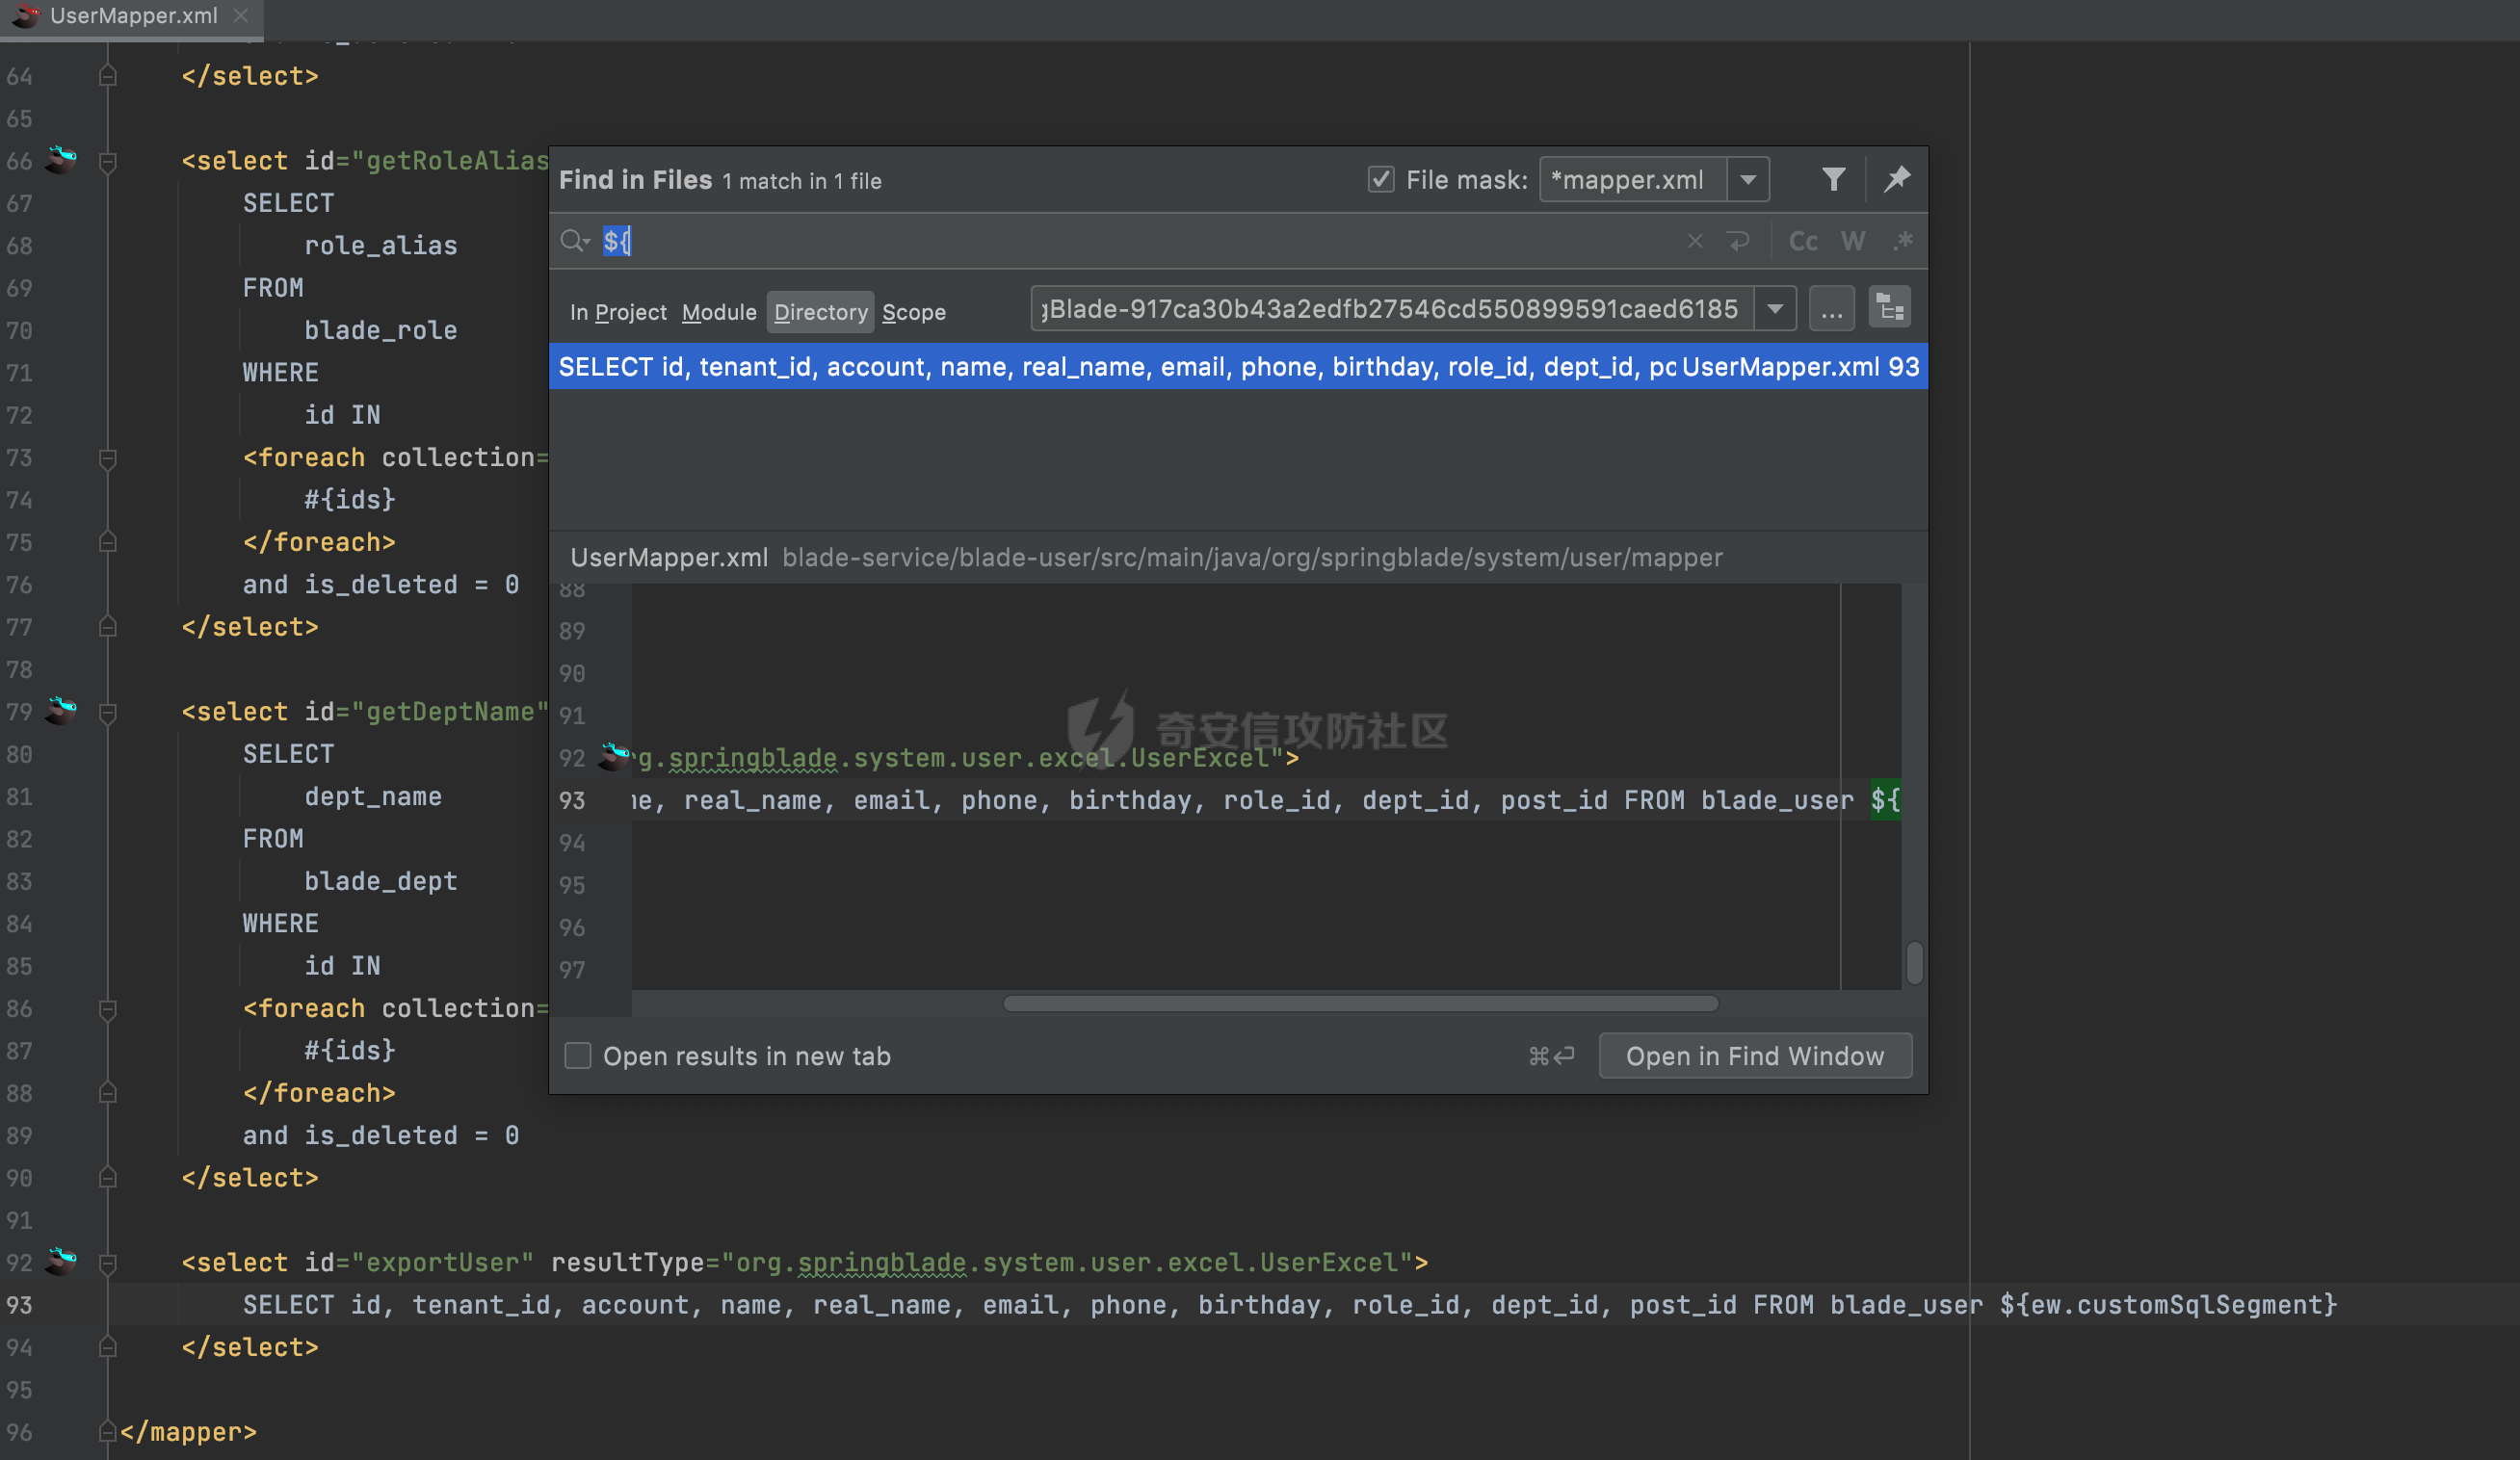 UserMapper.xml
64 </select>
65
66 <select id="getRoleAlias
67 SELECT
68 role_alias
69 FROM
70 blade_role
71 WHERE
72 id IN
73 <foreach collection=
74 #{ids}
75 </foreach>
76 and is_deleted = 0
77 </select>
78
79 <select id="getDeptName"
80 SELECT
81 dept_name
82 FROM
83 blade_dept
84 WHERE
85 id IN
86 <foreach collection=
87 #{ids}
88 </foreach>
89 and is_deleted = 0
90 </select>
91
92 <select id="exportUser" resultType="org.springblade.system.user.excel.UserExcel">
93 SELECT id, tenant_id, account, name, real_name, email, phone, birthday, role_id, dept_id, post_id FROM blade_user ${ew.customSqlSegment}
94 </select>
95
96 </mapper>
Find in Files 1 match in 1 file File mask: *mapper.xml
${ Cc W .*
In Project Module Directory Scope gBlade-917ca30b43a2edfb27546cd550899591caed6185 ...
SELECT id, tenant_id, account, name, real_name, email, phone, birthday, role_id, dept_id, po UserMapper.xml 93
UserMapper.xml blade-service/blade-user/src/main/java/org/springblade/system/user/mapper
88
89
90
91
奇安信攻防社区
92 rg.springblade.system.user.excel.UserExcel">
93 me, real_name, email, phone, birthday, role_id, dept_id, post_id FROM blade_user ${
94
95
96
97
Open results in new tab ⌘↩ Open in Find Window